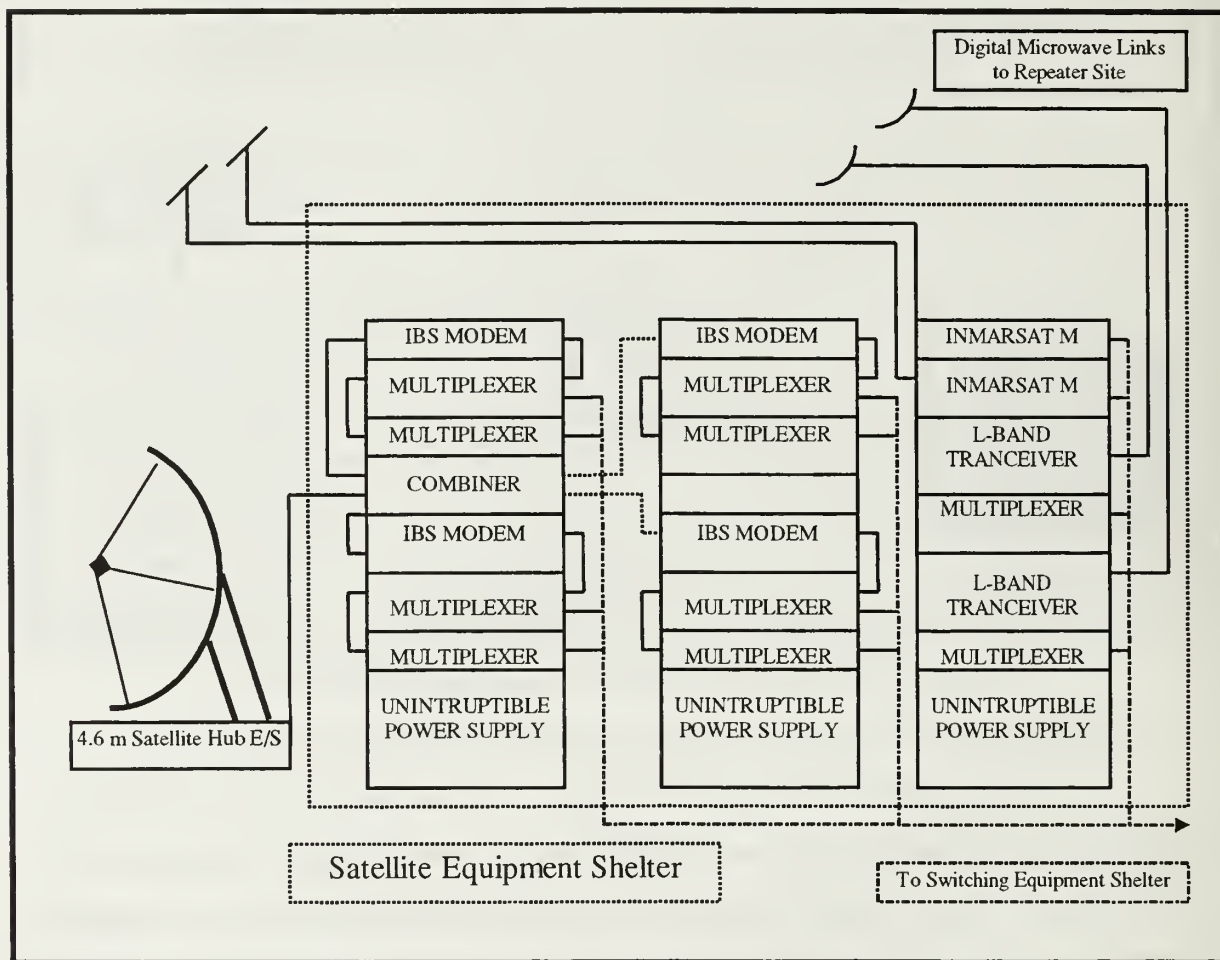 Digital Microwave Links
to Repeater Site
IBS MODEM
MULTIPLEXER
MULTIPLEXER
COMBINER
IBS MODEM
MULTIPLEXER
MULTIPLEXER
UNINTRUPTIBLE
POWER SUPPLY
IBS MODEM
MULTIPLEXER
MULTIPLEXER
IBS MODEM
MULTIPLEXER
MULTIPLEXER
UNINTRUPTIBLE
POWER SUPPLY
INMARSAT M
INMARSAT M
L-BAND
TRANCEIVER
MULTIPLEXER
L-BAND
TRANCEIVER
MULTIPLEXER
UNINTRUPTIBLE
POWER SUPPLY
4.6 m Satellite Hub E/S
Satellite Equipment Shelter
To Switching Equipment Shelter